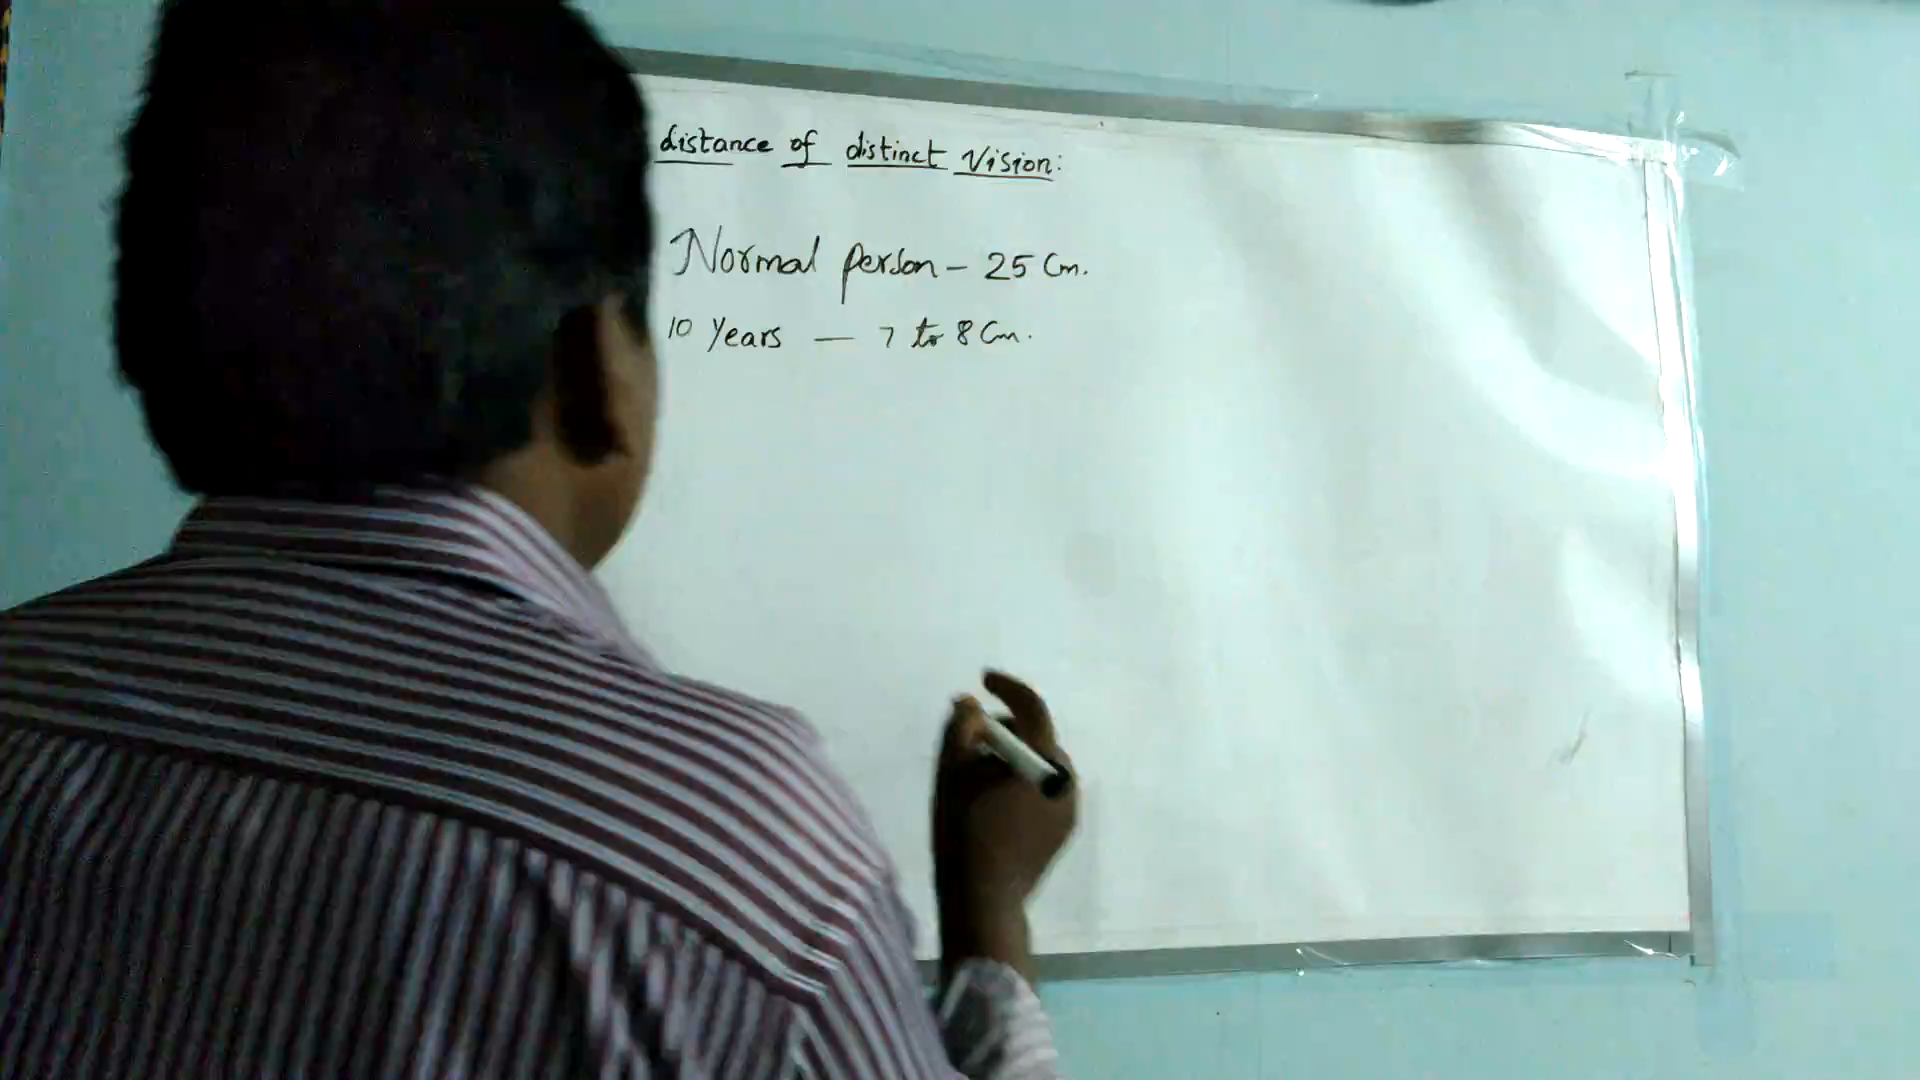 distance of distinct Vision:
Normal person - 25 Cm.
10 years — 7 to 8 Cm.